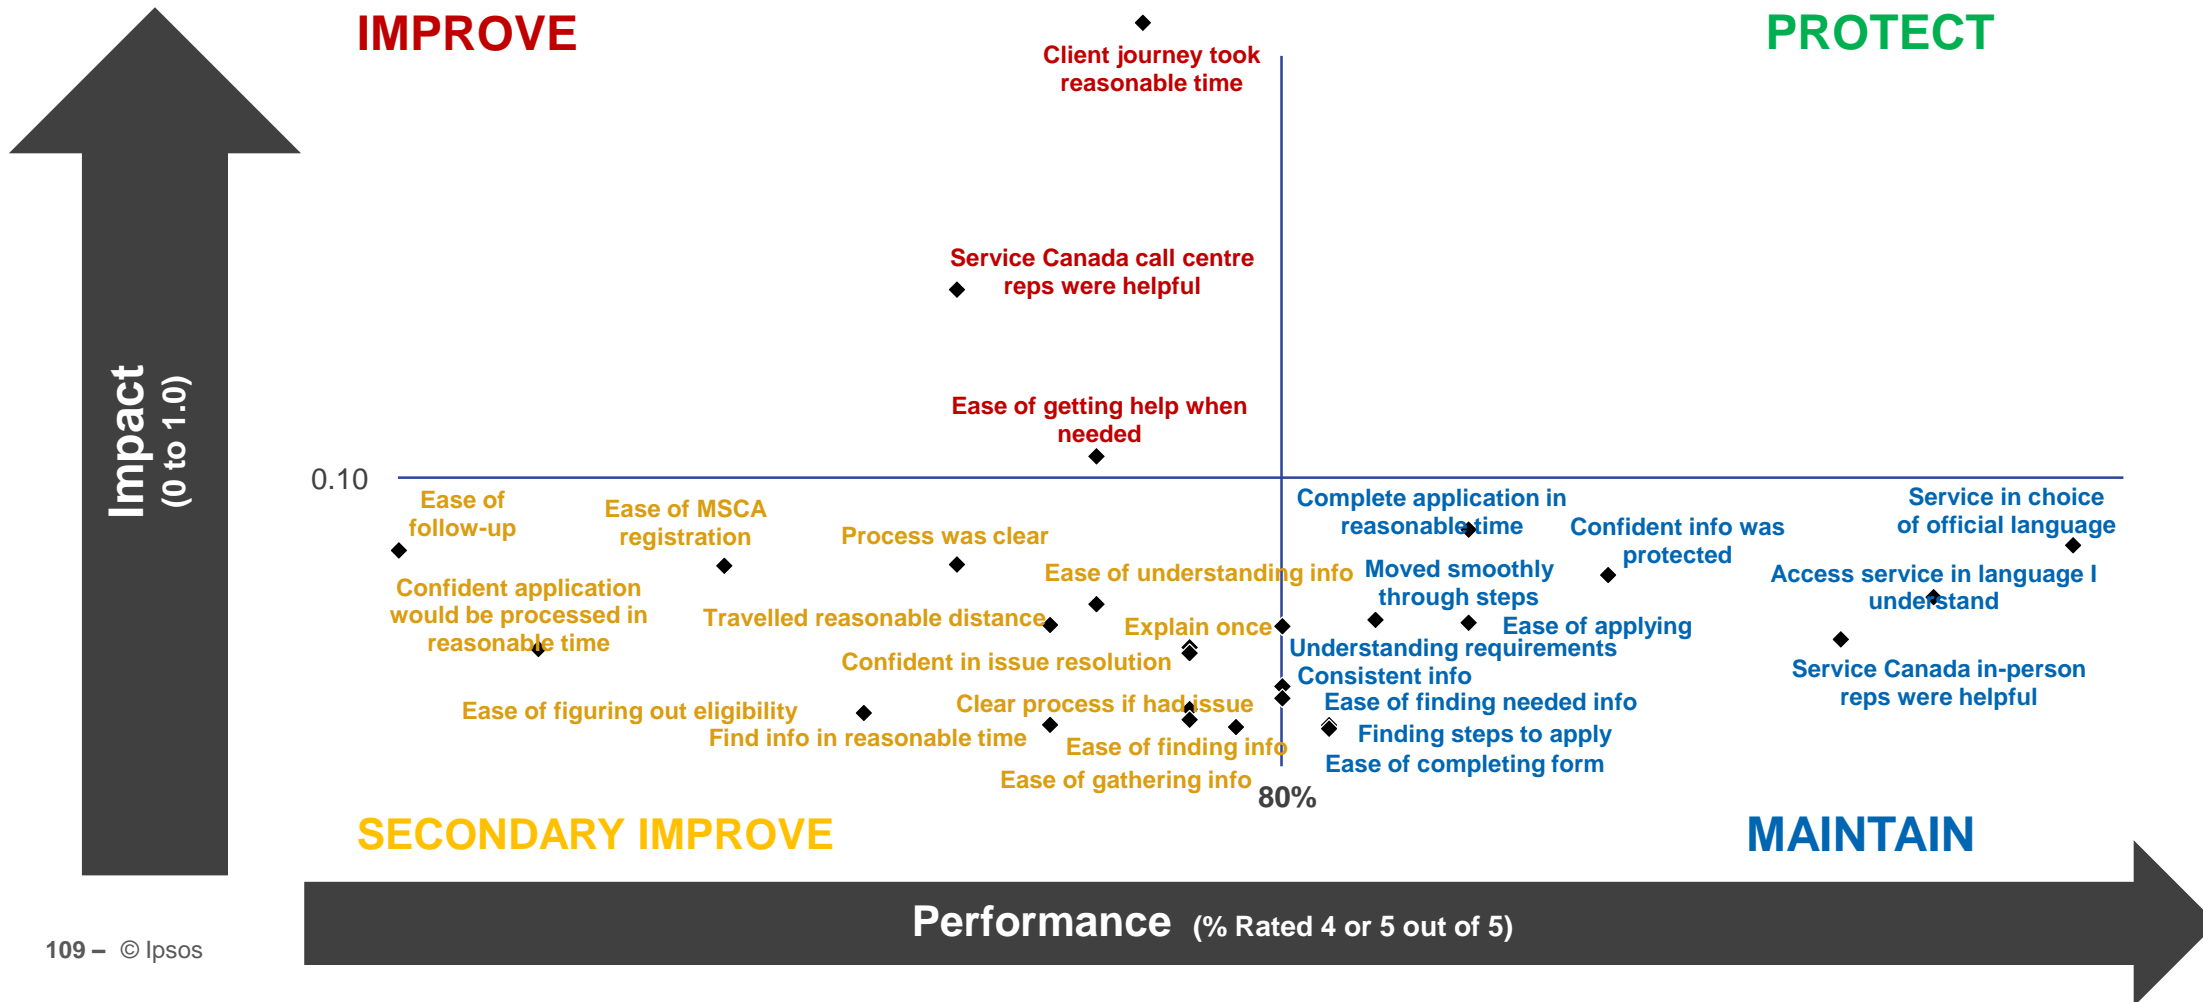 IMPROVE
PROTECT
Client journey took
reasonable time
Service Canada call centre
reps were helpful
Ease of getting help when
needed
Impact
(0 to 1.0)
0.10
Ease of
follow-up
Ease of MSCA
registration
Process was clear
Complete application in
reasonable time
Confident info was
protected
Service in choice
of official language
Confident application
would be processed in
reasonable time
Ease of understanding info
Moved smoothly
through steps
Access service in language I
understand
Travelled reasonable distance
Explain once
Ease of applying
Understanding requirements
Confident in issue resolution
Consistent info
Service Canada in-person
reps were helpful
Clear process if had issue
Ease of finding needed info
Ease of figuring out eligibility
Find info in reasonable time
Finding steps to apply
Ease of finding info
Ease of completing form
Ease of gathering info
80%
SECONDARY IMPROVE
MAINTAIN
Performance (% Rated 4 or 5 out of 5)
109 – © Ipsos